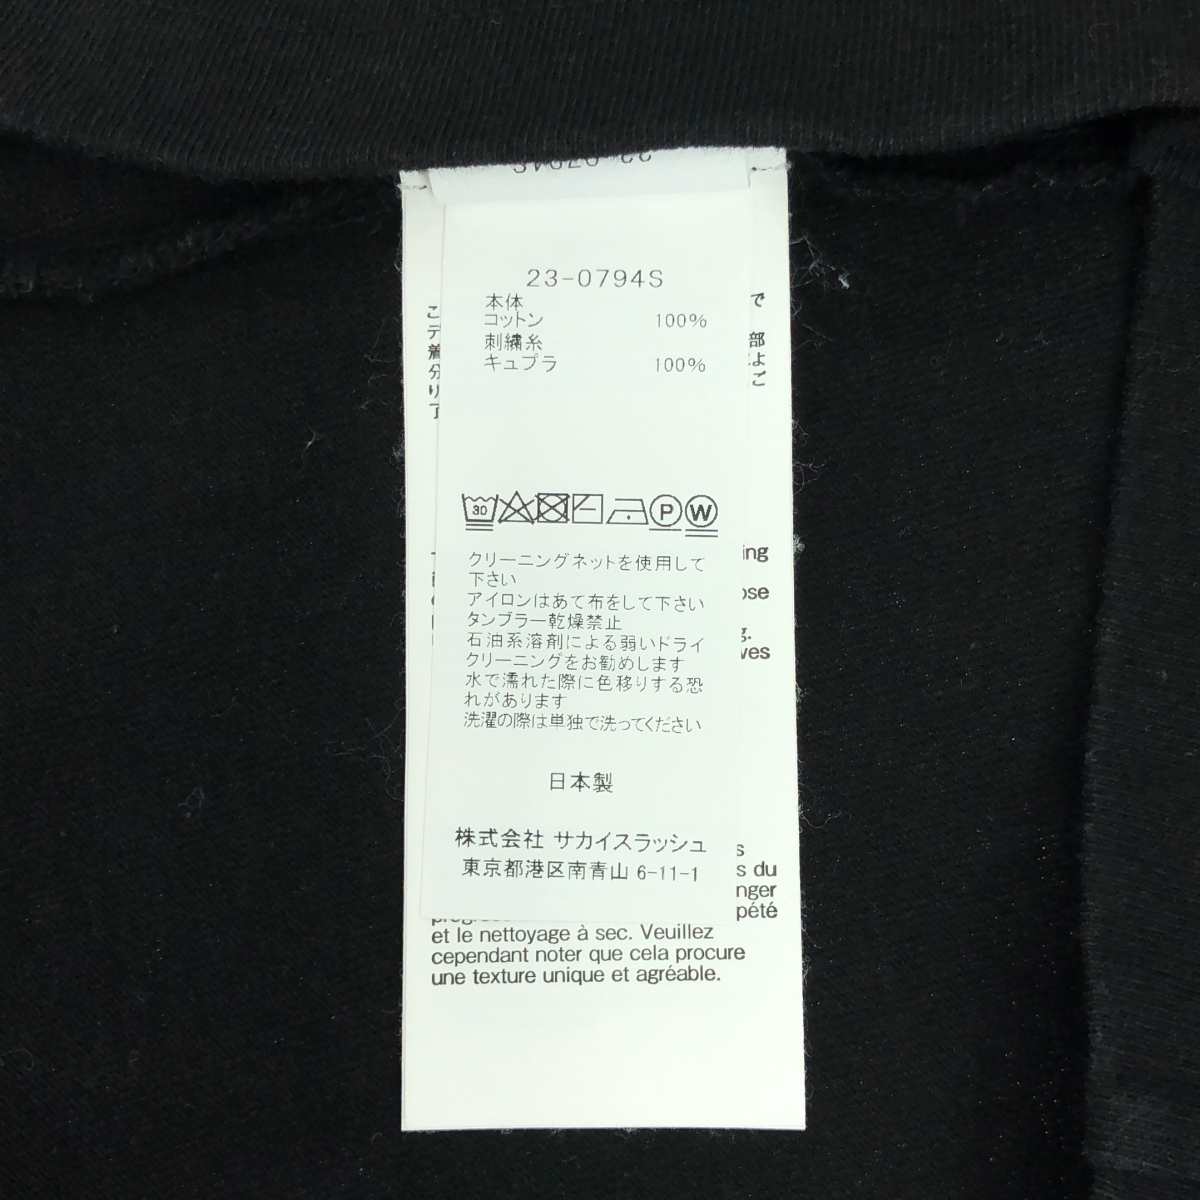 23-0794S
本体
コットン 100%
刺繍糸
キュプラ 100%
30
P W
クリーニングネットを使用して
下さい
アイロンはあて布をして下さい
タンブラー乾燥禁止
石油系溶剤による弱いドライ
クリーニングをお勧めします
水で濡れた際に色移りする恐
れがあります
洗濯の際は単独で洗ってください
日本製
株式会社 サカイスラッシュ
東京都港区南青山 6-11-1
s du
pété
et le nettoyage à sec. Veuillez
cependant noter que cela procure
une texture unique et agréable.